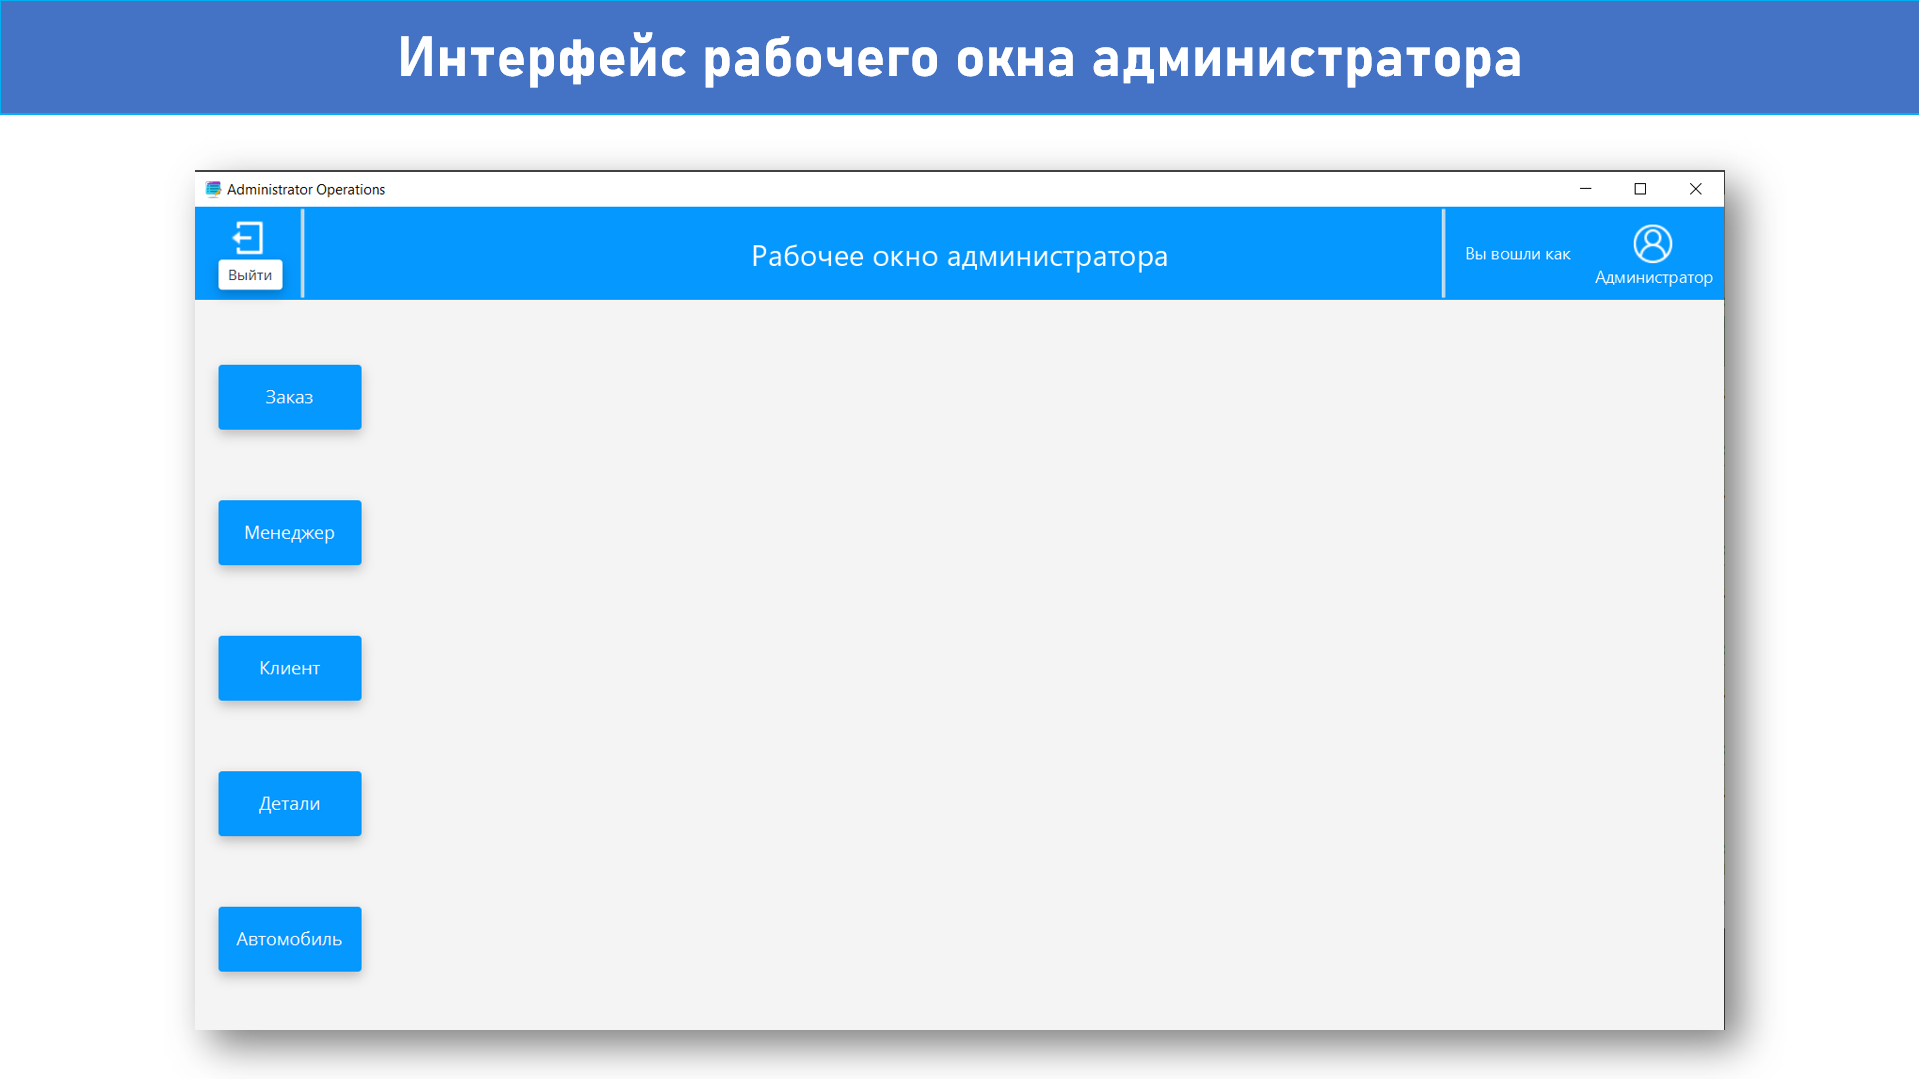 Интерфейс рабочего окна администратора
Administrator Operations
Выйти
Рабочее окно администратора
Вы вошли как
Администратор
Заказ
Менеджер
Клиент
Детали
Автомобиль